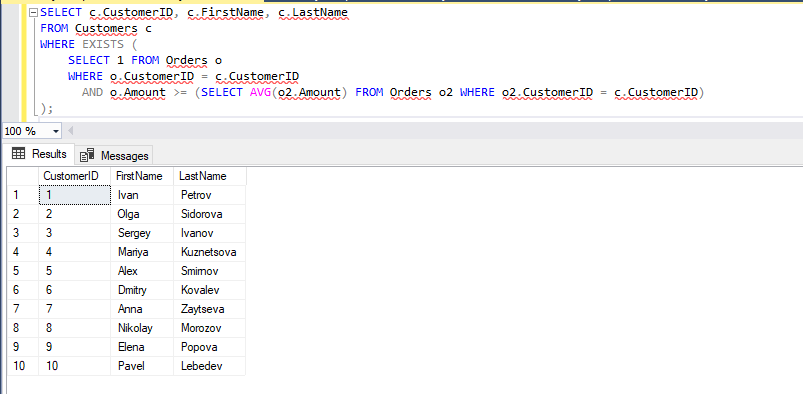 SELECT c.CustomerID, c.FirstName, c.LastName
FROM Customers c
WHERE EXISTS (
SELECT 1 FROM Orders o
WHERE o.CustomerID = c.CustomerID
AND o.Amount >= (SELECT AVG(o2.Amount) FROM Orders o2 WHERE o2.CustomerID = c.CustomerID)
);
100 %
Results Messages
CustomerID FirstName LastName
1 1 Ivan Petrov
2 2 Olga Sidorova
3 3 Sergey Ivanov
4 4 Mariya Kuznetsova
5 5 Alex Smirnov
6 6 Dmitry Kovalev
7 7 Anna Zaytseva
8 8 Nikolay Morozov
9 9 Elena Popova
10 10 Pavel Lebedev